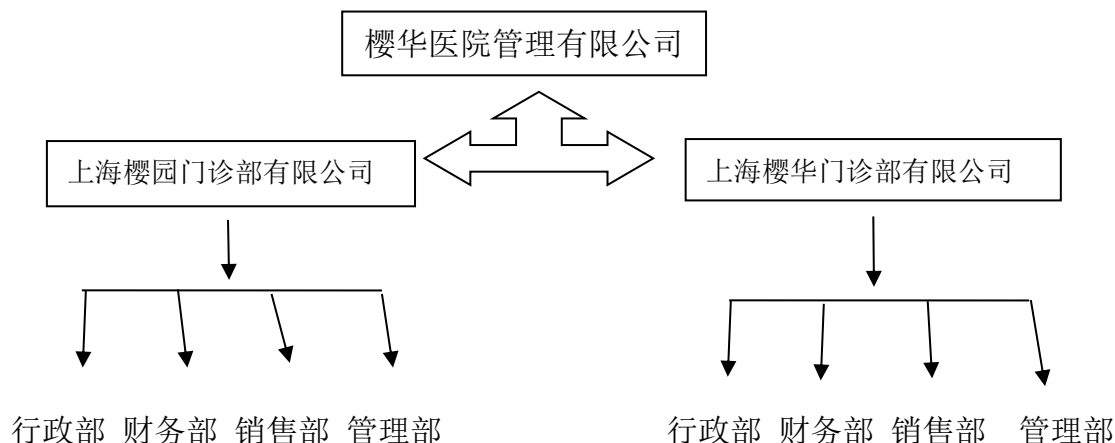 樱华医院管理有限公司
上海樱园门诊部有限公司 上海樱华门诊部有限公司
行政部 财务部 销售部 管理部 行政部 财务部 销售部 管理部